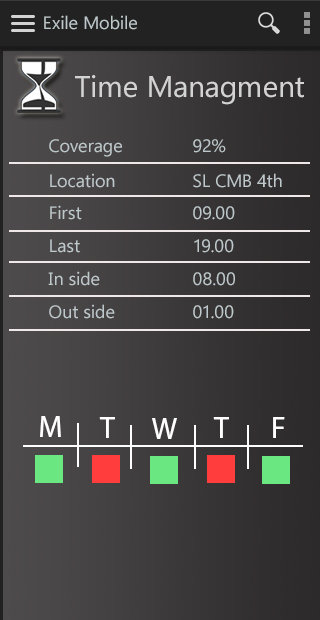 Exile Mobile
Time Managment
Coverage 92%
Location SL CMB 4th
First 09.00
Last 19.00
In side 08.00
Out side 01.00
M T W T F